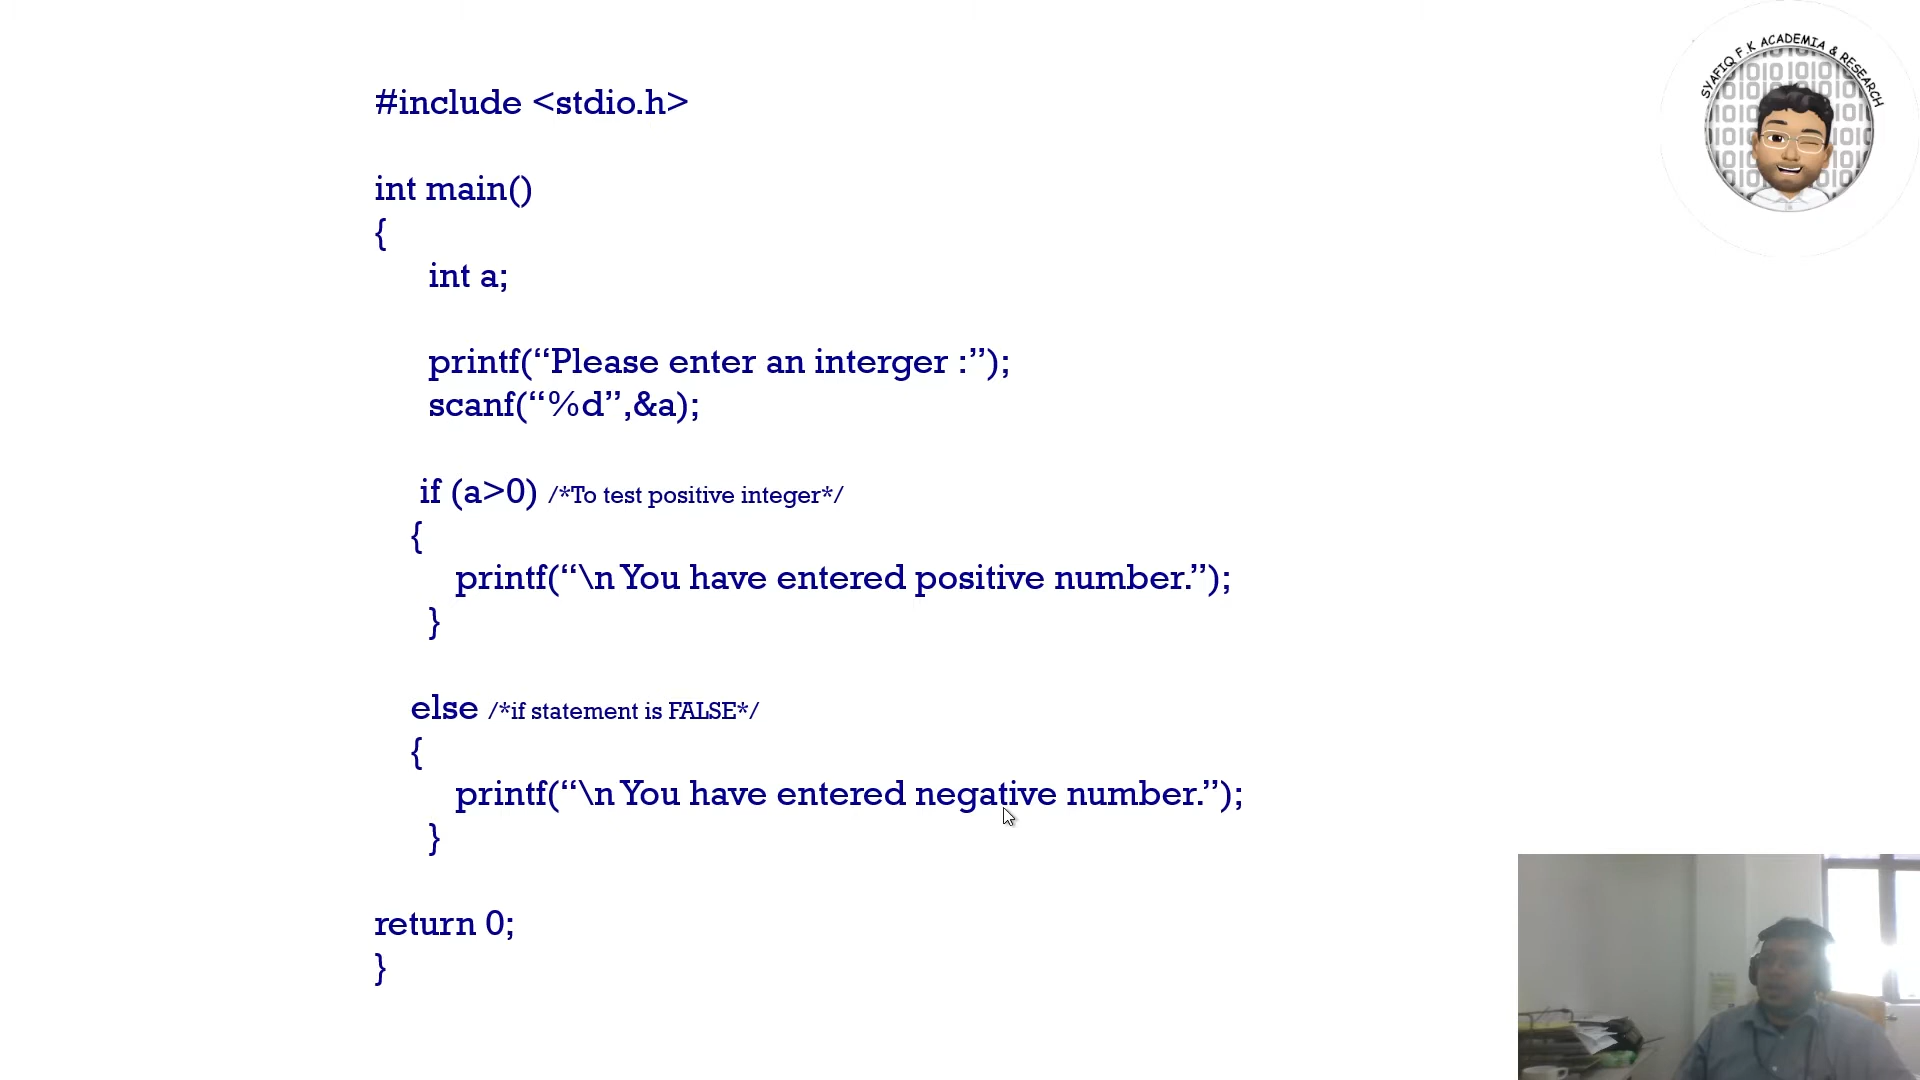 SYAFIQ F.K ACADEMIA & RESEARCH
#include <stdio.h>
int main()
{
int a;
printf(“Please enter an interger :”);
scanf(“%d”,&a);
if (a>0) /*To test positive integer*/
{
printf(“\n You have entered positive number.”);
}
else /*if statement is FALSE*/
{
printf(“\n You have entered negative number.”);
}
return 0;
}